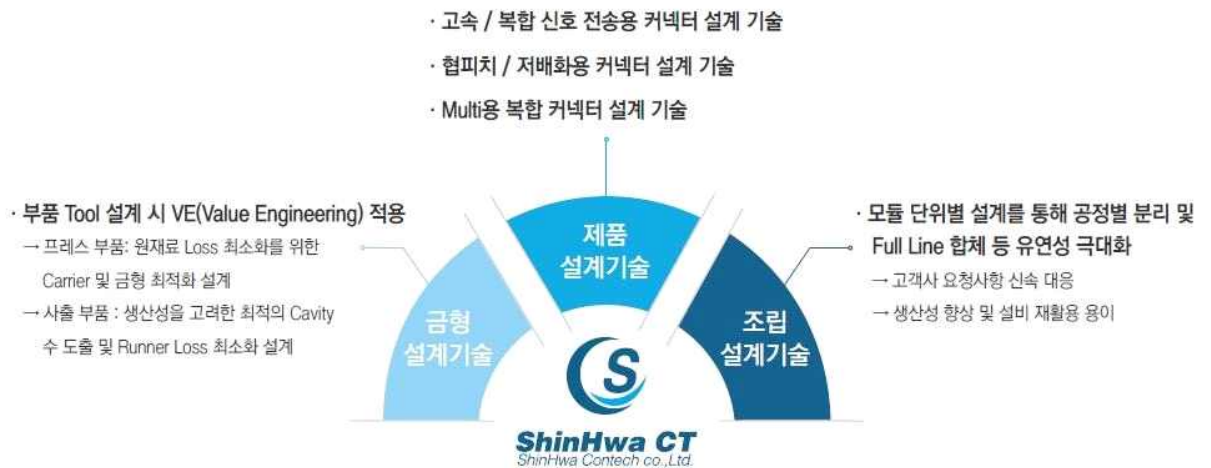 · 고속 / 복합 신호 전송용 커넥터 설계 기술
· 협피치 / 저배화용 커넥터 설계 기술
· Multi용 복합 커넥터 설계 기술
· 부품 Tool 설계 시 VE(Value Engineering) 적용
→ 프레스 부품: 원재료 Loss 최소화를 위한
Carrier 및 금형 최적화 설계
→ 사출 부품 : 생산성을 고려한 최적의 Cavity
수 도출 및 Runner Loss 최소화 설계
금형
설계기술
제품
설계기술
조립
설계기술
· 모듈 단위별 설계를 통해 공정별 분리 및
Full Line 합체 등 유연성 극대화
→ 고객사 요청사항 신속 대응
→ 생산성 향상 및 설비 재활용 용이
S
ShinHwa CT
ShinHwa Contech co.,Ltd.